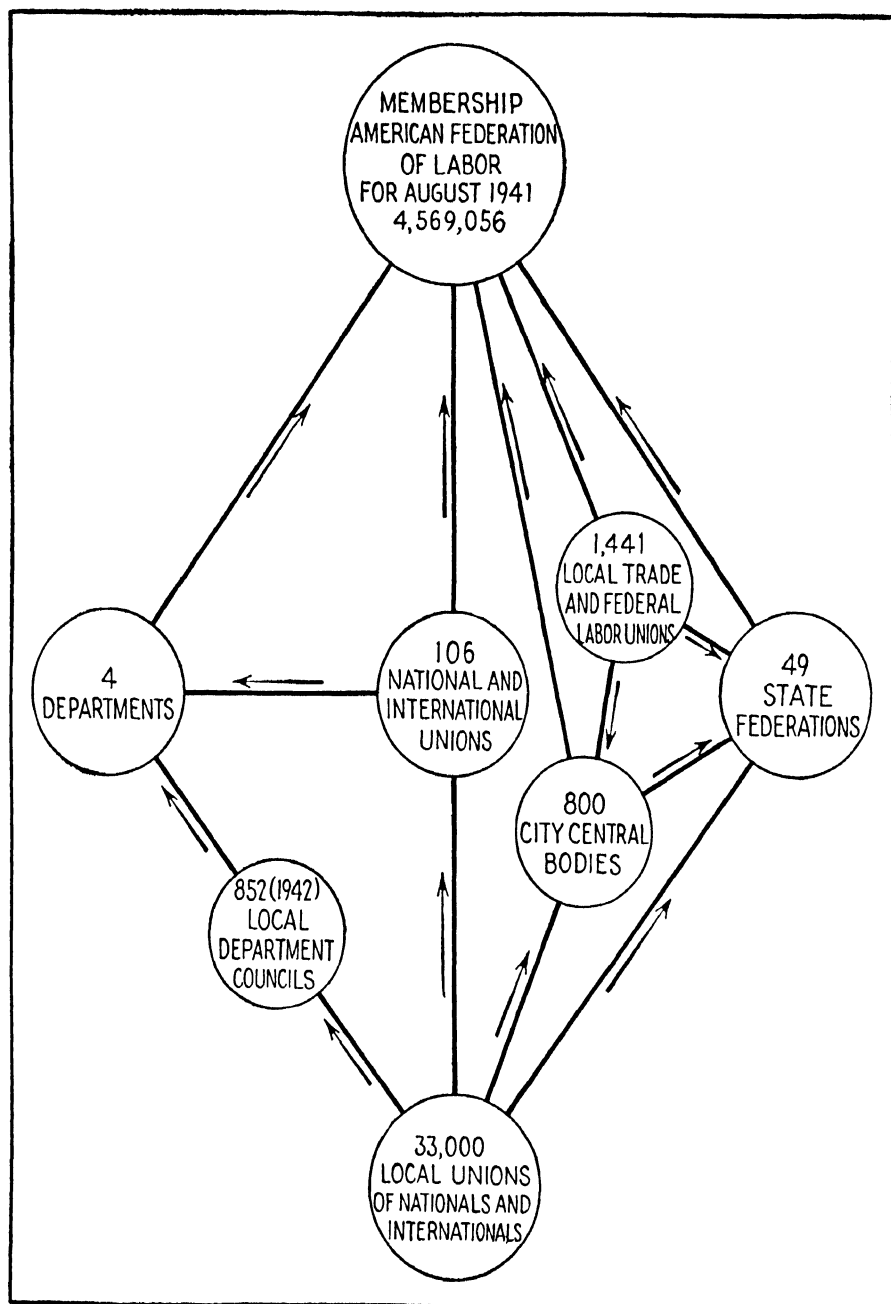 MEMBERSHIP
AMERICAN FEDERATION
OF LABOR
FOR AUGUST 1941
4,569,056
1,441
LOCAL TRADE
AND FEDERAL
LABOR UNIONS
4
DEPARTMENTS
106
NATIONAL AND
INTERNATIONAL
UNIONS
49
STATE
FEDERATIONS
800
CITY CENTRAL
BODIES
852(1942)
LOCAL
DEPARTMENT
COUNCILS
33,000
LOCAL UNIONS
OF NATIONALS AND
INTERNATIONALS